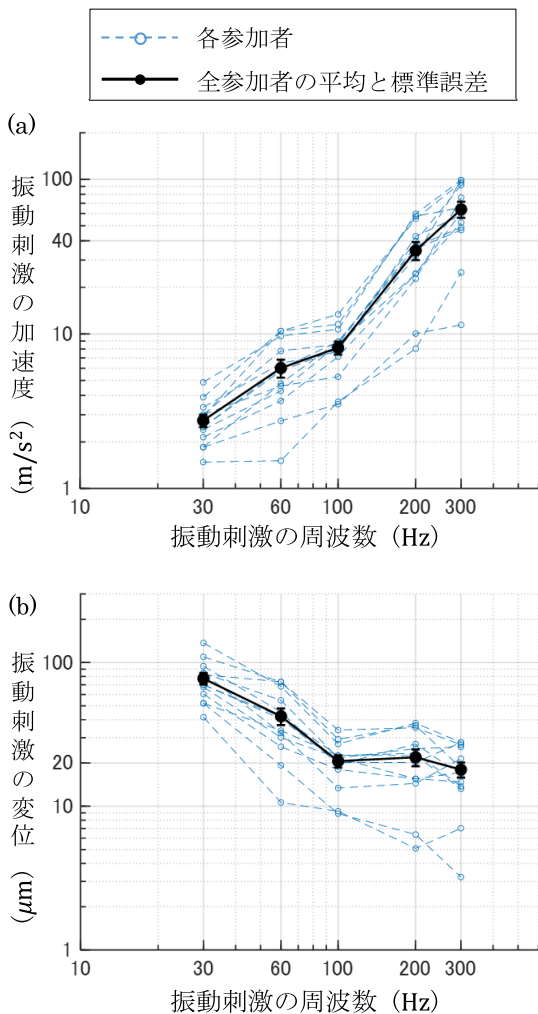 各参加者
全参加者の平均と標準誤差
(a)
振動刺激の加速度 (m/s²)
100
40
10
1
10 30 60 100 200 300
振動刺激の周波数 (Hz)
(b)
振動刺激の変位 (μm)
100
20
10
1
10 30 60 100 200 300
振動刺激の周波数 (Hz)